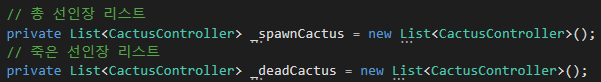 // 총 선인장 리스트
private List<CactusController> _spawnCactus = new List<CactusController>();
// 죽은 선인장 리스트
private List<CactusController> _deadCactus = new List<CactusController>();